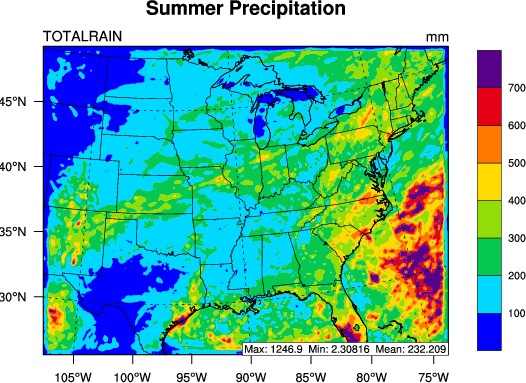 Summer Precipitation
TOTALRAIN mm
700
45°N
600
500
40°N
400
35°N
300
200
30°N
100
Max: 1246.9 Min: 2.30816 Mean: 232.209
105°W 100°W 95°W 90°W 85°W 80°W 75°W